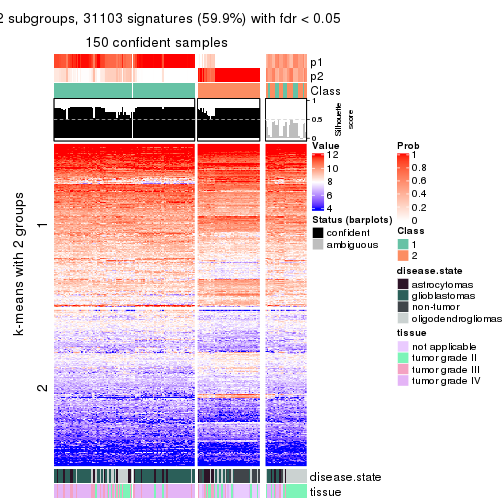 2 subgroups, 31103 signatures (59.9%) with fdr < 0.05
150 confident samples
p1
p2
Class
1
0.5
0
Silhouette
score
k-means with 2 groups
1
2
Value
12
10
8
6
4
Status (barplots)
confident
ambiguous
Prob
1
0.8
0.6
0.4
0.2
0
Class
1
2
disease.state
astrocytomas
glioblastomas
non-tumor
oligodendrogliomas
tissue
not applicable
tumor grade II
tumor grade III
tumor grade IV
disease.state
tissue